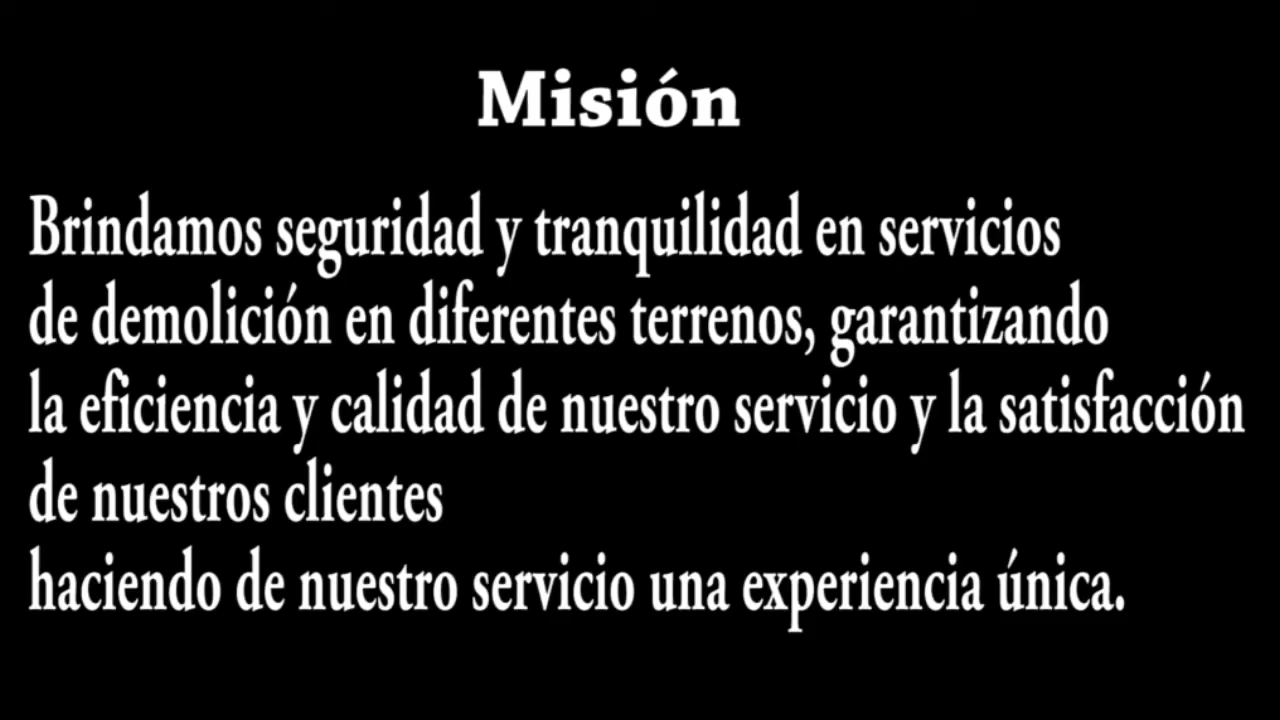 Misión
Brindamos seguridad y tranquilidad en servicios
de demolición en diferentes terrenos, garantizando
la eficiencia y calidad de nuestro servicio y la satisfacción
de nuestros clientes
haciendo de nuestro servicio una experiencia única.